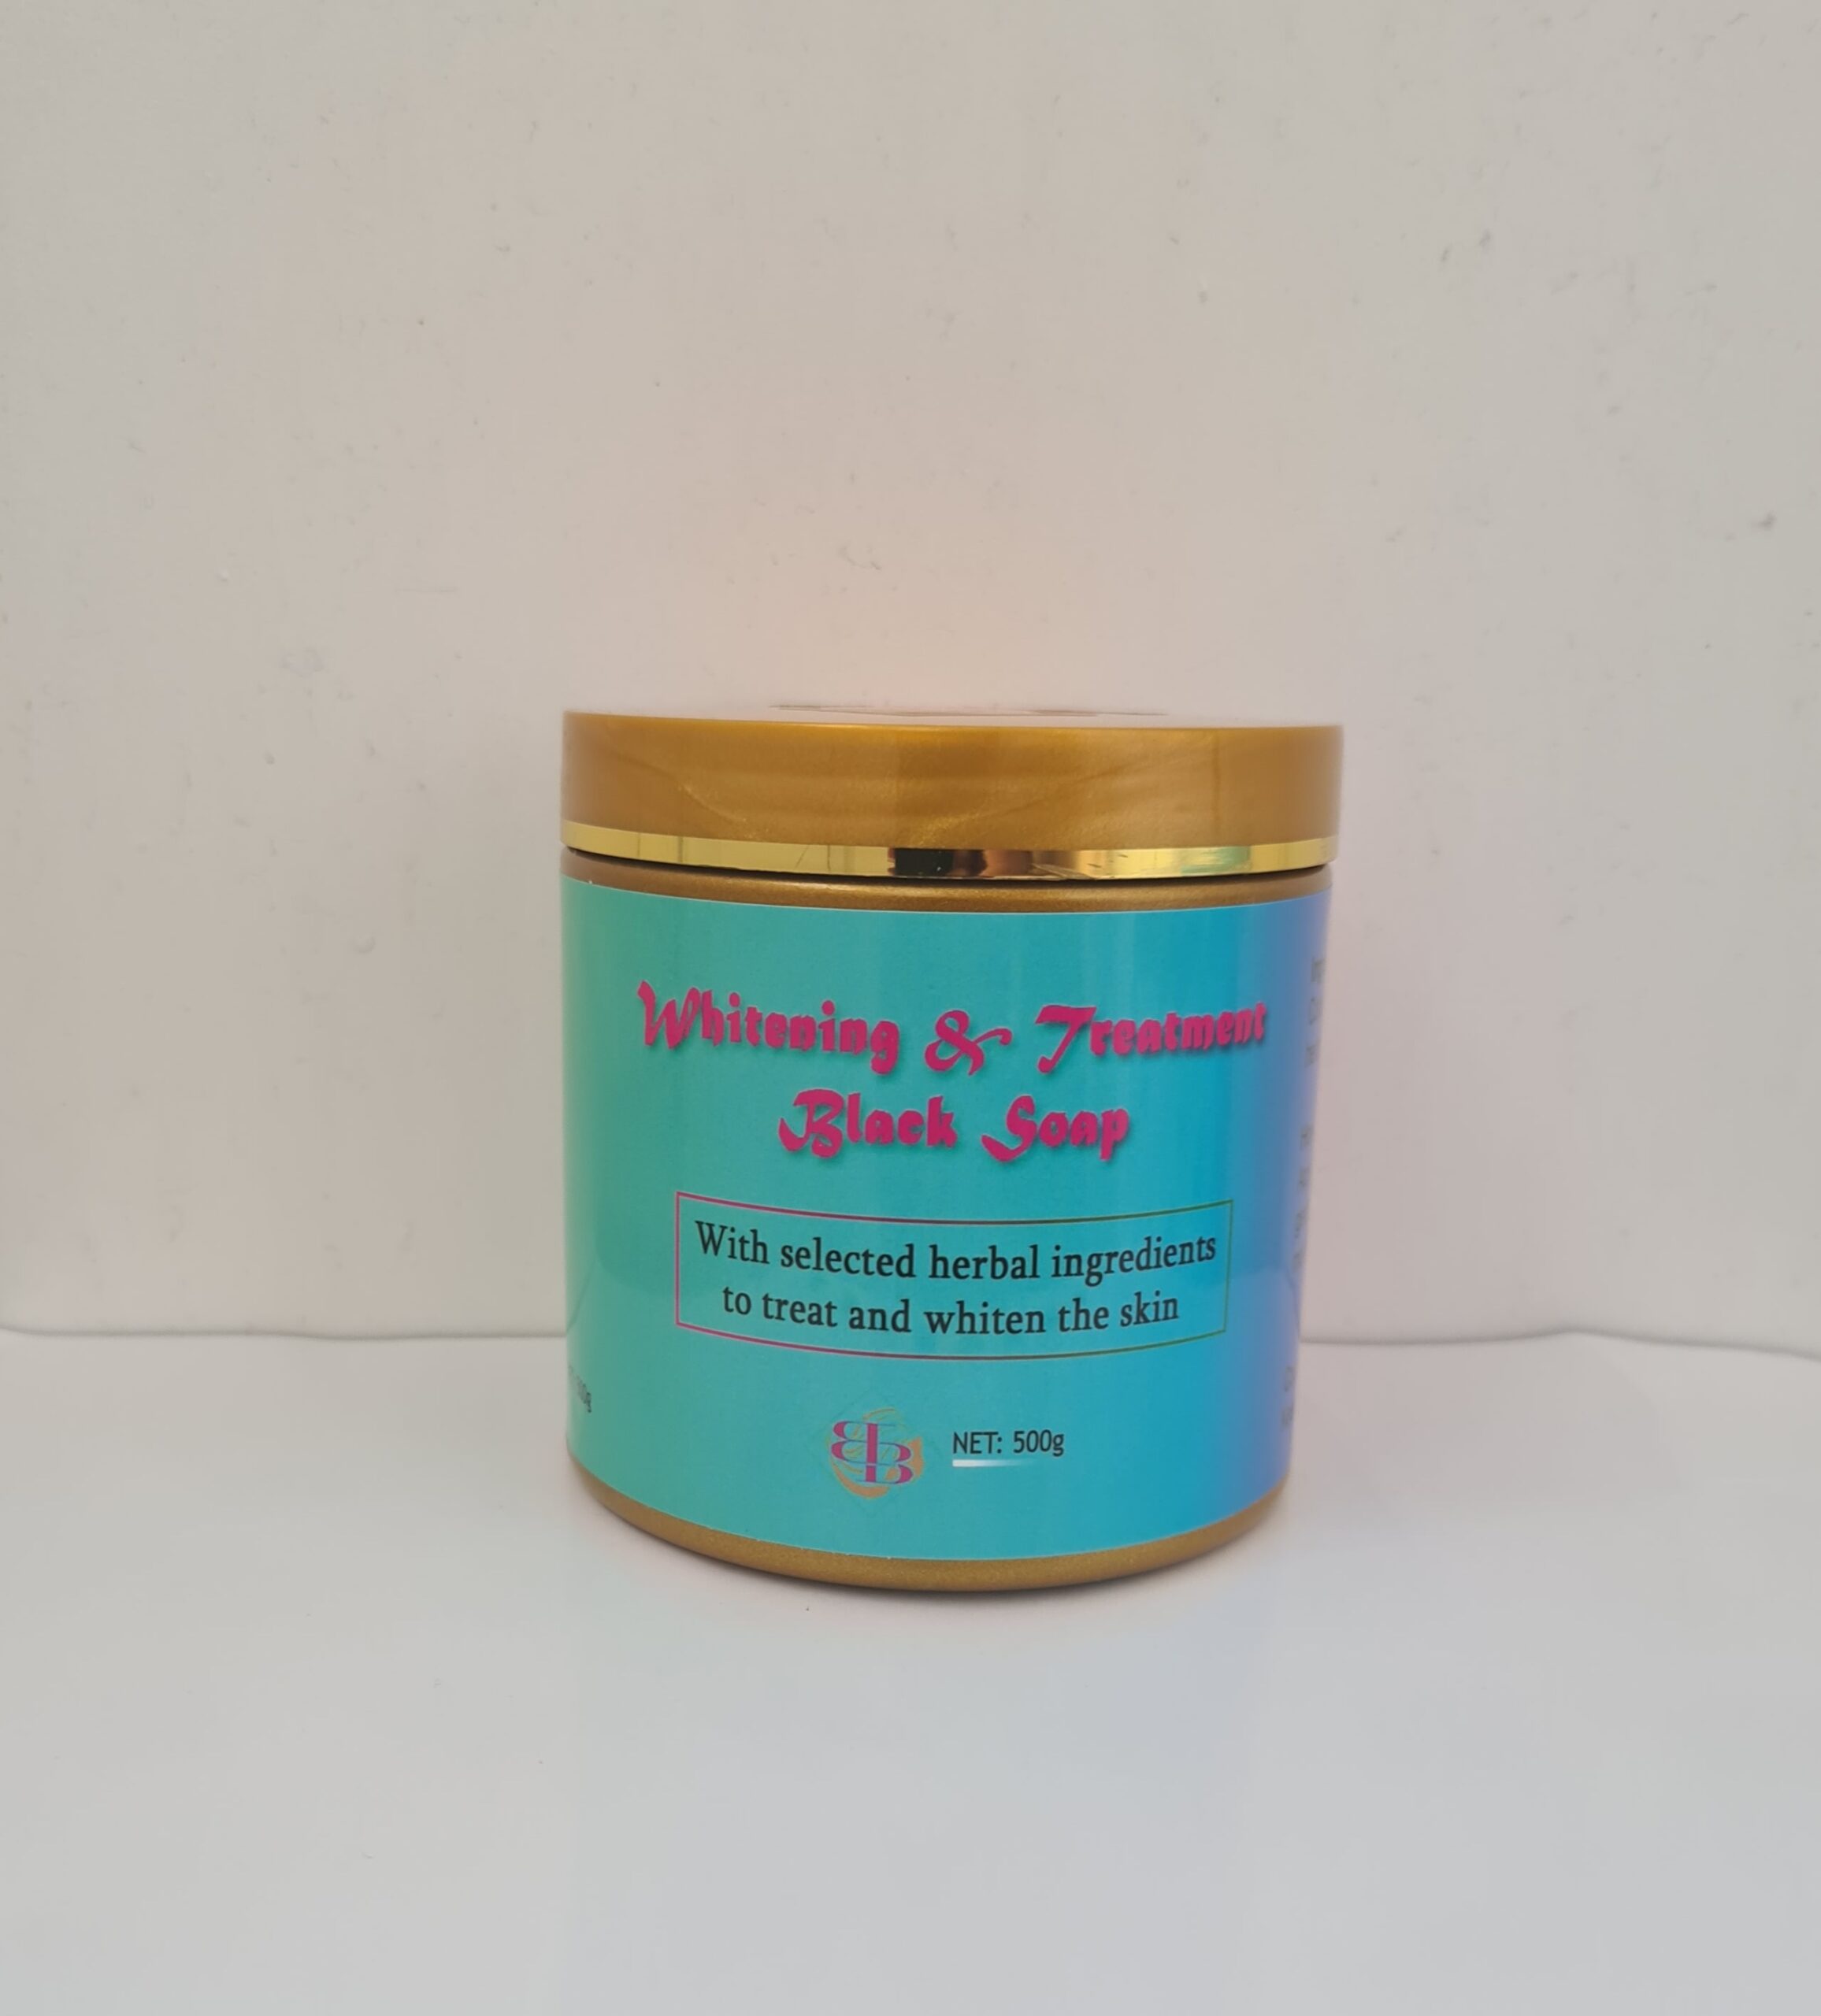 Whitening & Treatment
Black Soap
With selected herbal ingredients
to treat and whiten the skin
NET: 500g